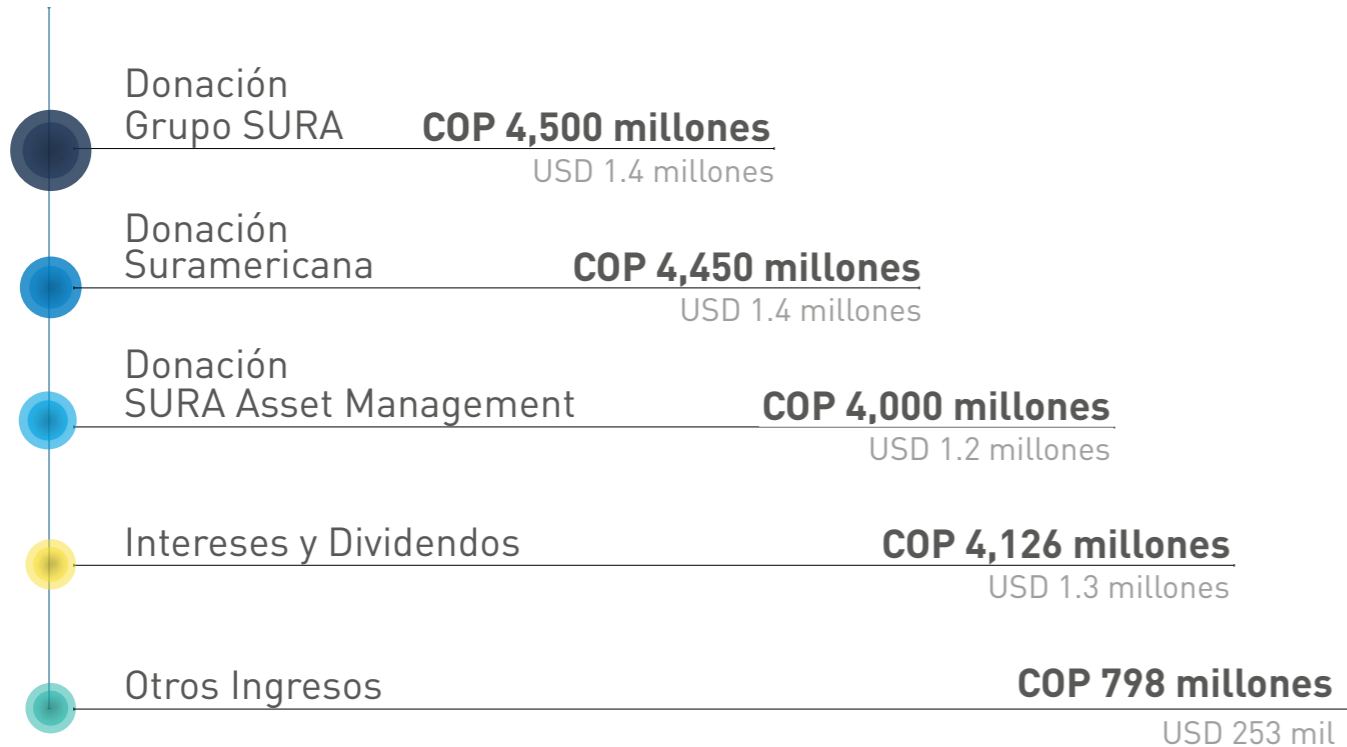 Donación
Grupo SURA
COP 4,500 millones
USD 1.4 millones
Donación
Suramericana
COP 4,450 millones
USD 1.4 millones
Donación
SURA Asset Management
COP 4,000 millones
USD 1.2 millones
Intereses y Dividendos
COP 4,126 millones
USD 1.3 millones
Otros Ingresos
COP 798 millones
USD 253 mil